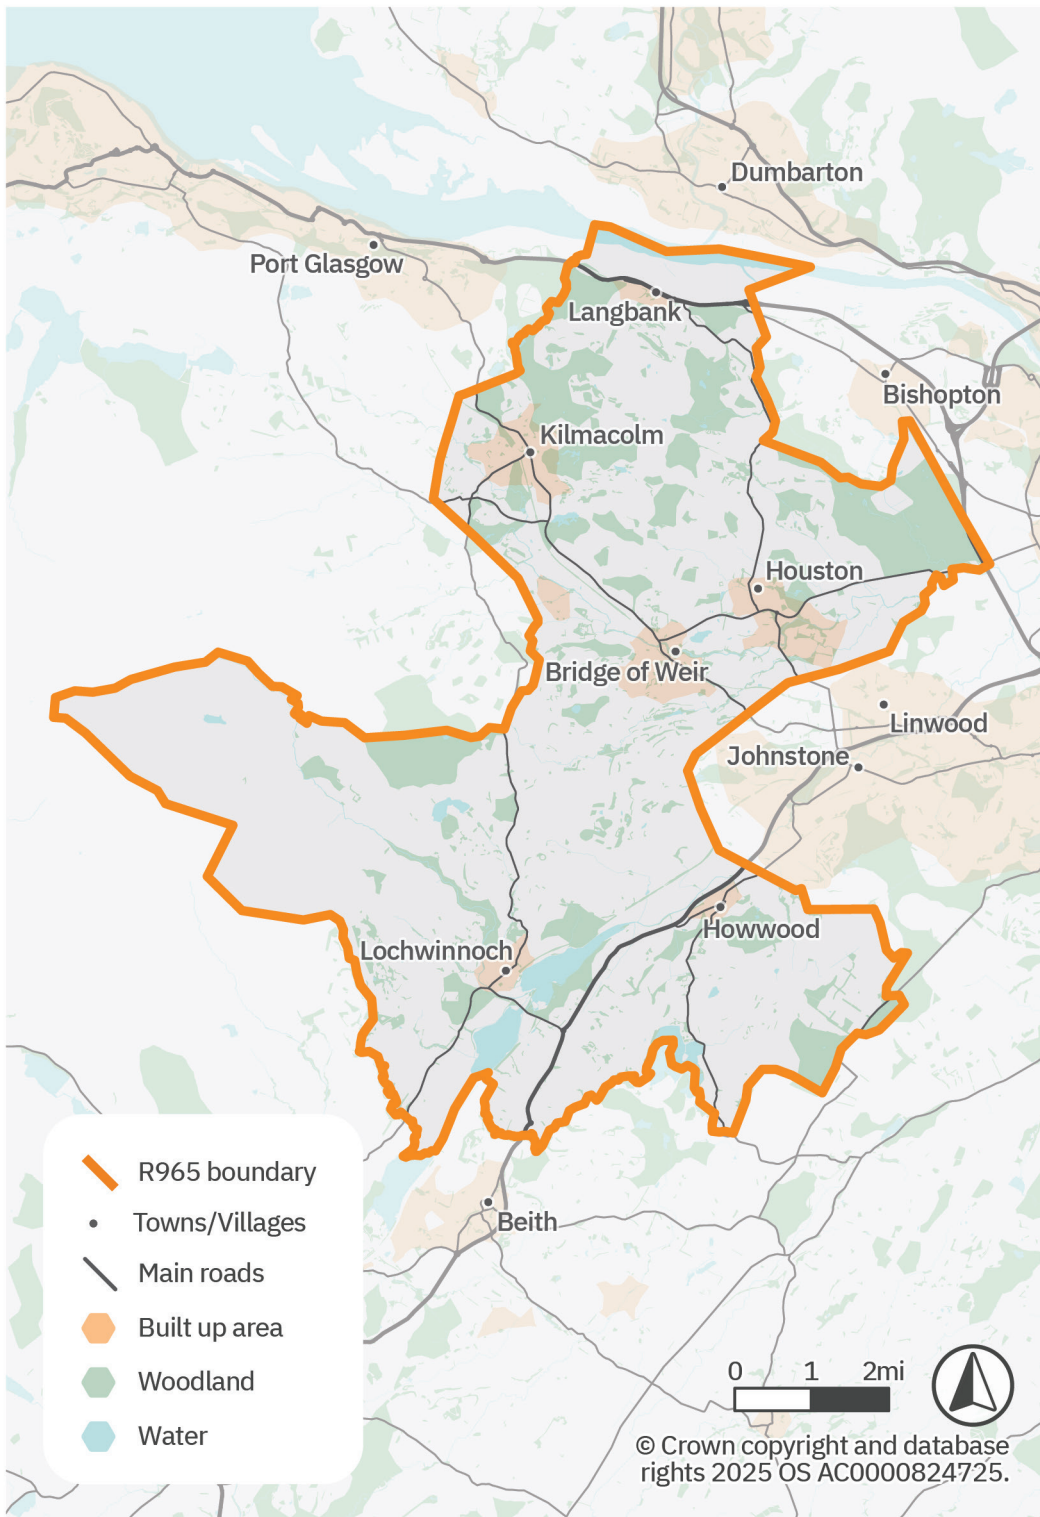 Dumbarton
Port Glasgow
Langbank
Bishopton
Kilmacolm
Houston
Bridge of Weir
Linwood
Johnstone
Howwood
Lochwinnoch
R965 boundary
Towns/Villages
Beith
Main roads
Built up area
Woodland
Water
0 1 2mi
© Crown copyright and database
rights 2025 OS AC0000824725.